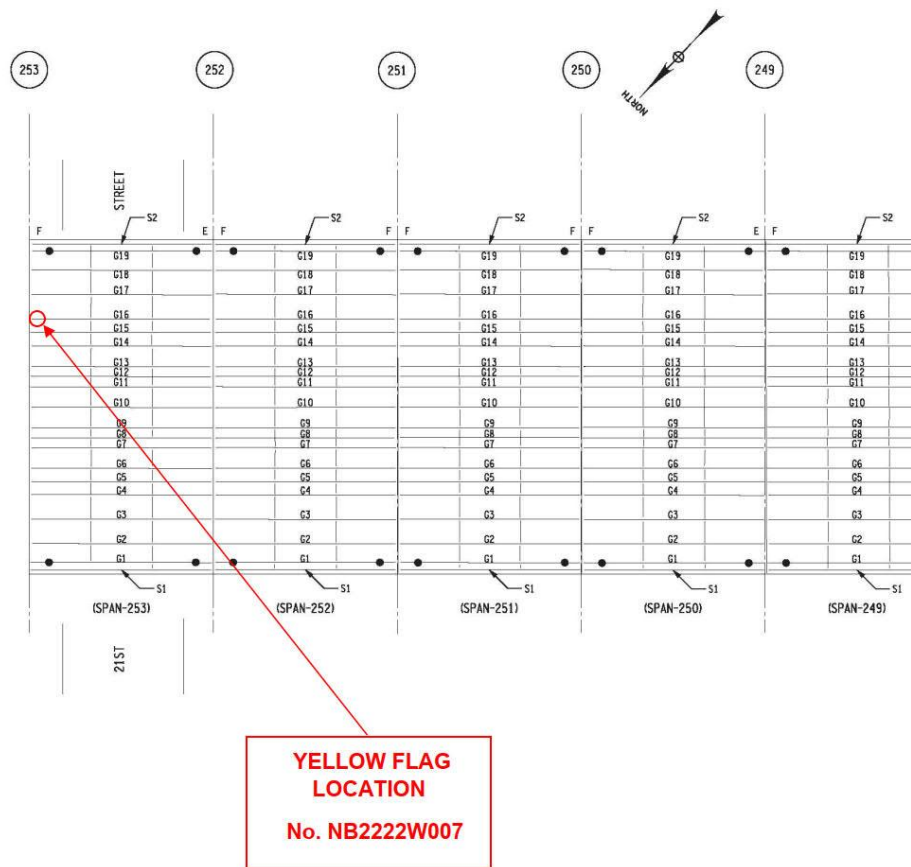 253 252 251 250 249
NORTH
STREET
S2 S2 S2 S2 S2
F E F F F F E F
G19 G19 G19 G19 G19
G18 G18 G18 G18 G18
G17 G17 G17 G17 G17
G16 G16 G16 G16 G16
G15 G15 G15 G15 G15
G14 G14 G14 G14 G14
G13 G13 G13 G13 G13
G12 G12 G12 G12 G12
G11 G11 G11 G11 G11
G10 G10 G10 G10 G10
G9 G9 G9 G9 G9
G8 G8 G8 G8 G8
G7 G7 G7 G7 G7
G6 G6 G6 G6 G6
G5 G5 G5 G5 G5
G4 G4 G4 G4 G4
G3 G3 G3 G3 G3
G2 G2 G2 G2 G2
G1 G1 G1 G1 G1
S1 S1 S1 S1 S1
(SPAN-253) (SPAN-252) (SPAN-251) (SPAN-250) (SPAN-249)
21ST
YELLOW FLAG
LOCATION
No. NB2222W007